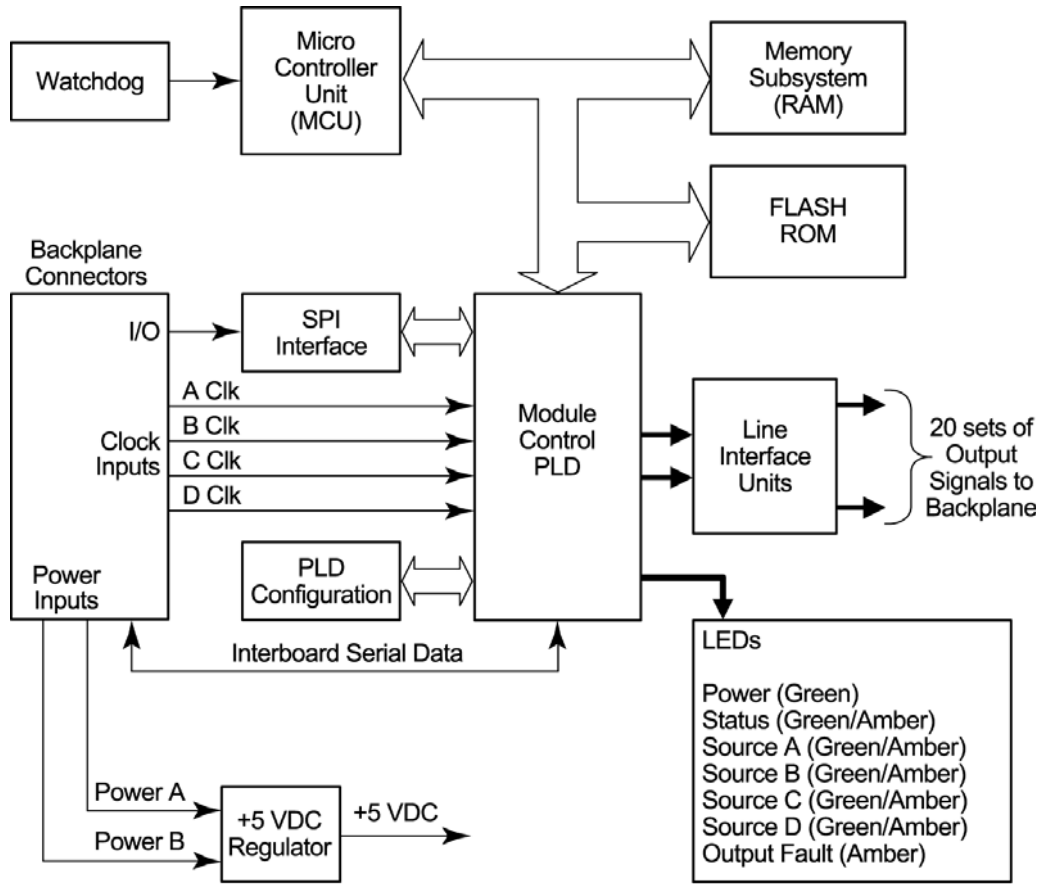 Watchdog
Micro
Controller
Unit
(MCU)
Memory
Subsystem
(RAM)
FLASH
ROM
Backplane
Connectors
I/O
SPI
Interface
A Clk
B Clk
C Clk
D Clk
Clock
Inputs
Module
Control
PLD
Line
Interface
Units
20 sets of
Output
Signals to
Backplane
Power
Inputs
PLD
Configuration
Interboard Serial Data
LEDs
Power (Green)
Status (Green/Amber)
Source A (Green/Amber)
Source B (Green/Amber)
Source C (Green/Amber)
Source D (Green/Amber)
Output Fault (Amber)
Power A
Power B
+5 VDC
Regulator
+5 VDC